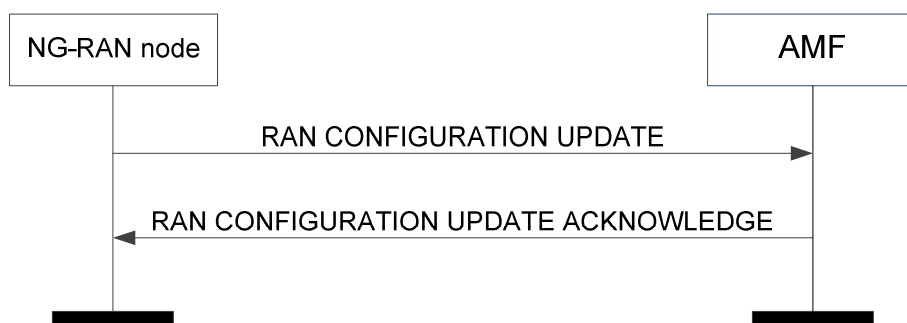 NG-RAN node
AMF
RAN CONFIGURATION UPDATE
RAN CONFIGURATION UPDATE ACKNOWLEDGE